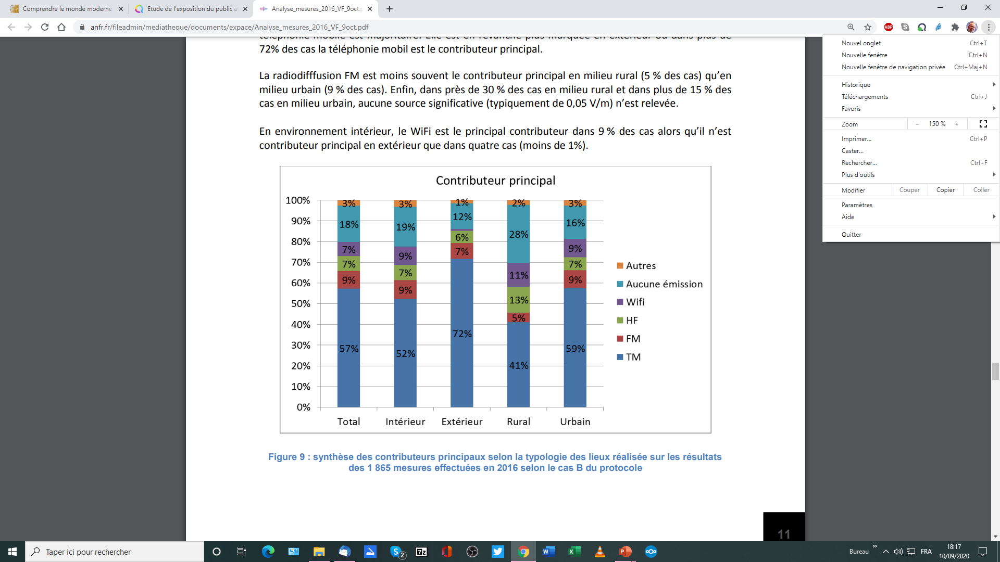 Comprendre le monde moderne
Etude de l'exposition du public a
Analyse_mesures_2016_VF_9oct.p
anfr.fr/fileadmin/mediatheque/documents/expace/Analyse_mesures_2016_VF_9oct.pdf
ABP
téléphonie mobile est majoritaire. Elle est en revanche plus marquée en extérieur où dans plus de
72% des cas la téléphonie mobil est le contributeur principal.
La radiodifffusion FM est moins souvent le contributeur principal en milieu rural (5 % des cas) qu'en
milieu urbain (9 % des cas). Enfin, dans près de 30 % des cas en milieu rural et dans plus de 15 % des
cas en milieu urbain, aucune source significative (typiquement de 0,05 V/m) n'est relevée.
En environnement intérieur, le WiFi est le principal contributeur dans 9 % des cas alors qu'il n'est
contributeur principal en extérieur que dans quatre cas (moins de 1%).
Contributeur principal
100%
90%
80%
70%
60%
50%
40%
30%
20%
10%
0%
3%
18%
7%
7%
9%
57%
3%
19%
9%
7%
9%
52%
1%
12%
6%
7%
72%
2%
28%
11%
13%
5%
41%
3%
16%
9%
7%
9%
59%
Total Intérieur Extérieur Rural Urbain
Autres
Aucune émission
Wifi
HF
FM
TM
Figure 9 : synthèse des contributeurs principaux selon la typologie des lieux réalisée sur les résultats
des 1 865 mesures effectuées en 2016 selon le cas B du protocole
11
Nouvel onglet Ctrl+T
Nouvelle fenêtre Ctrl+N
Nouvelle fenêtre de navigation privée Ctrl+Maj+N
Historique
Téléchargements Ctrl+J
Favoris
Zoom − 150 % +
Imprimer... Ctrl+P
Caster...
Rechercher... Ctrl+F
Plus d'outils
Modifier Couper Copier Coller
Paramètres
Aide
Quitter
Taper ici pour rechercher
2
7z
Bureau
FRA
18:17
10/09/2020